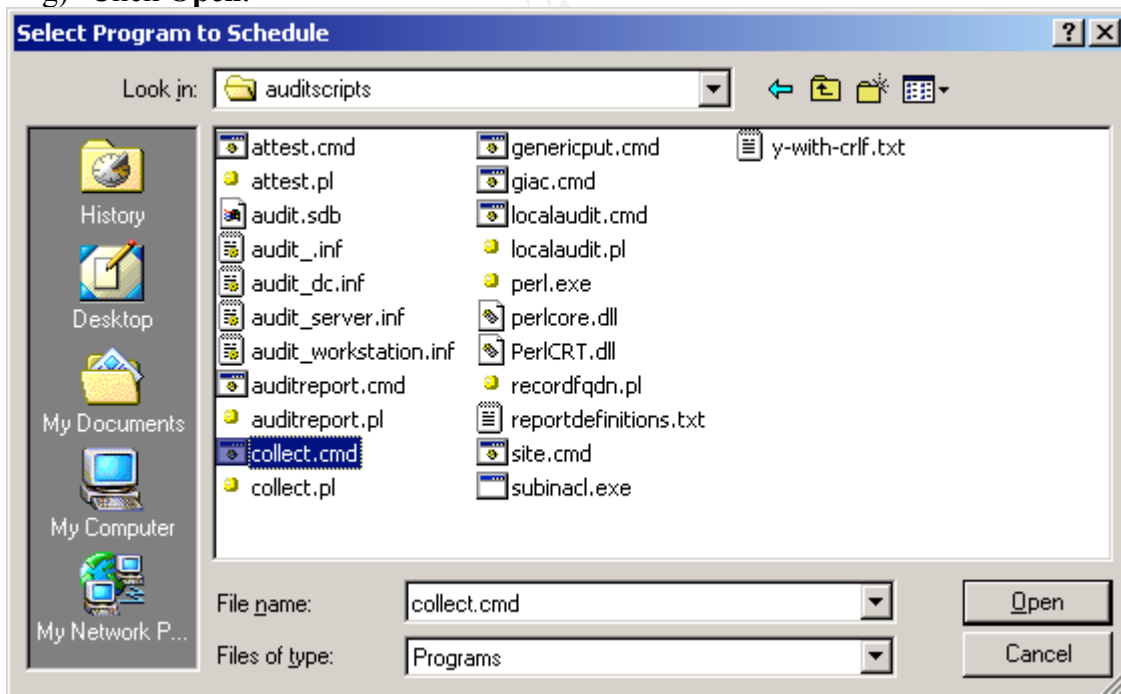 g) Click Open.
Select Program to Schedule
Look in:
auditscripts
History
Desktop
My Documents
My Computer
My Network P...
attest.cmd
attest.pl
audit.sdb
audit_.inf
audit_dc.inf
audit_server.inf
audit_workstation.inf
auditreport.cmd
auditreport.pl
collect.cmd
collect.pl
genericput.cmd
giac.cmd
localaudit.cmd
localaudit.pl
perl.exe
perlcore.dll
PerlCRT.dll
recordfqdn.pl
reportdefinitions.txt
site.cmd
subinacl.exe
y-with-crlf.txt
File name:
collect.cmd
Open
Files of type:
Programs
Cancel